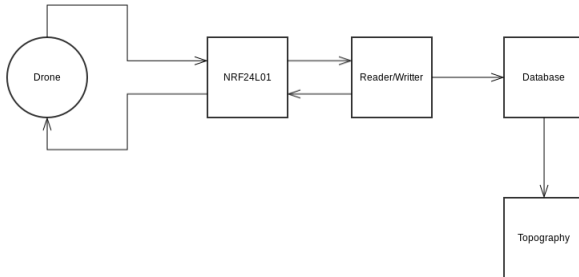 Drone
NRF24L01
Reader/Writter
Database
Topography